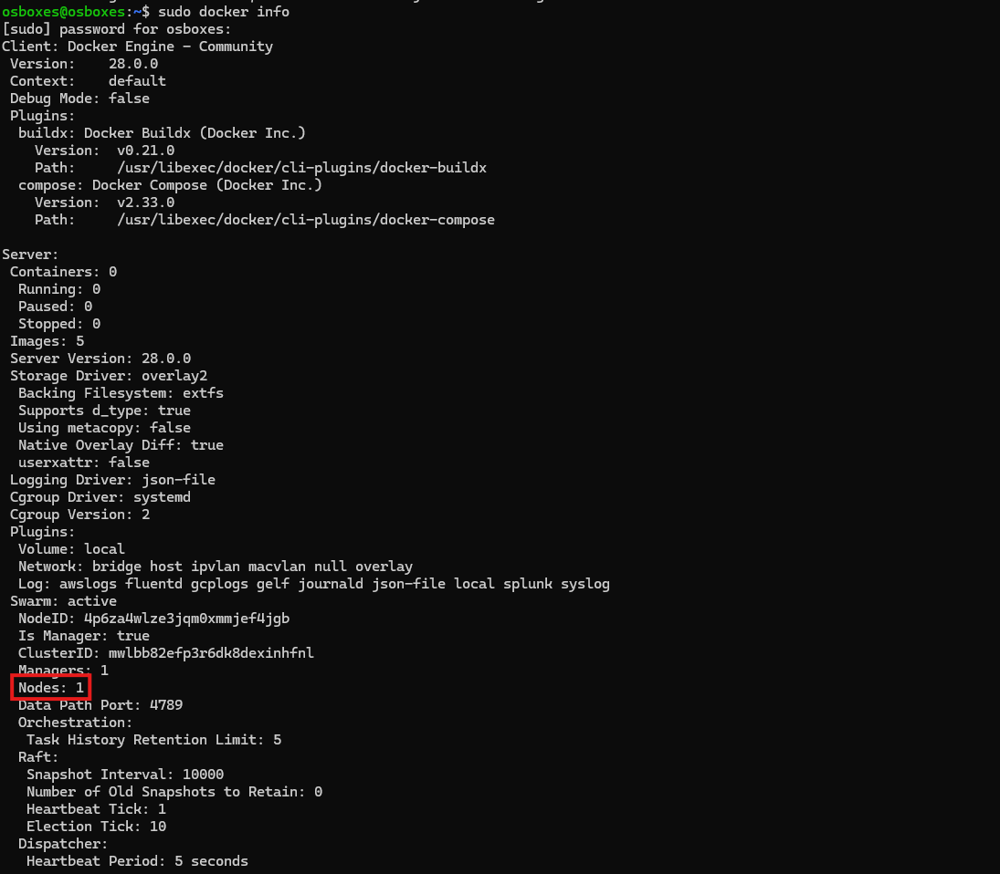 osboxes@osboxes:~$ sudo docker info
[sudo] password for osboxes:
Client: Docker Engine - Community
 Version:    28.0.0
 Context:    default
 Debug Mode: false
 Plugins:
  buildx: Docker Buildx (Docker Inc.)
    Version:  v0.21.0
    Path:     /usr/libexec/docker/cli-plugins/docker-buildx
  compose: Docker Compose (Docker Inc.)
    Version:  v2.33.0
    Path:     /usr/libexec/docker/cli-plugins/docker-compose

Server:
 Containers: 0
  Running: 0
  Paused: 0
  Stopped: 0
 Images: 5
 Server Version: 28.0.0
 Storage Driver: overlay2
  Backing Filesystem: extfs
  Supports d_type: true
  Using metacopy: false
  Native Overlay Diff: true
  userxattr: false
 Logging Driver: json-file
 Cgroup Driver: systemd
 Cgroup Version: 2
 Plugins:
  Volume: local
  Network: bridge host ipvlan macvlan null overlay
  Log: awslogs fluentd gcplogs gelf journald json-file local splunk syslog
 Swarm: active
  NodeID: 4p6za4wlze3jqm0xmmjef4jgb
  Is Manager: true
  ClusterID: mwlbb82efp3r6dk8dexinhfnl
  Managers: 1
  Nodes: 1
  Data Path Port: 4789
  Orchestration:
   Task History Retention Limit: 5
  Raft:
   Snapshot Interval: 10000
   Number of Old Snapshots to Retain: 0
   Heartbeat Tick: 1
   Election Tick: 10
  Dispatcher:
   Heartbeat Period: 5 seconds